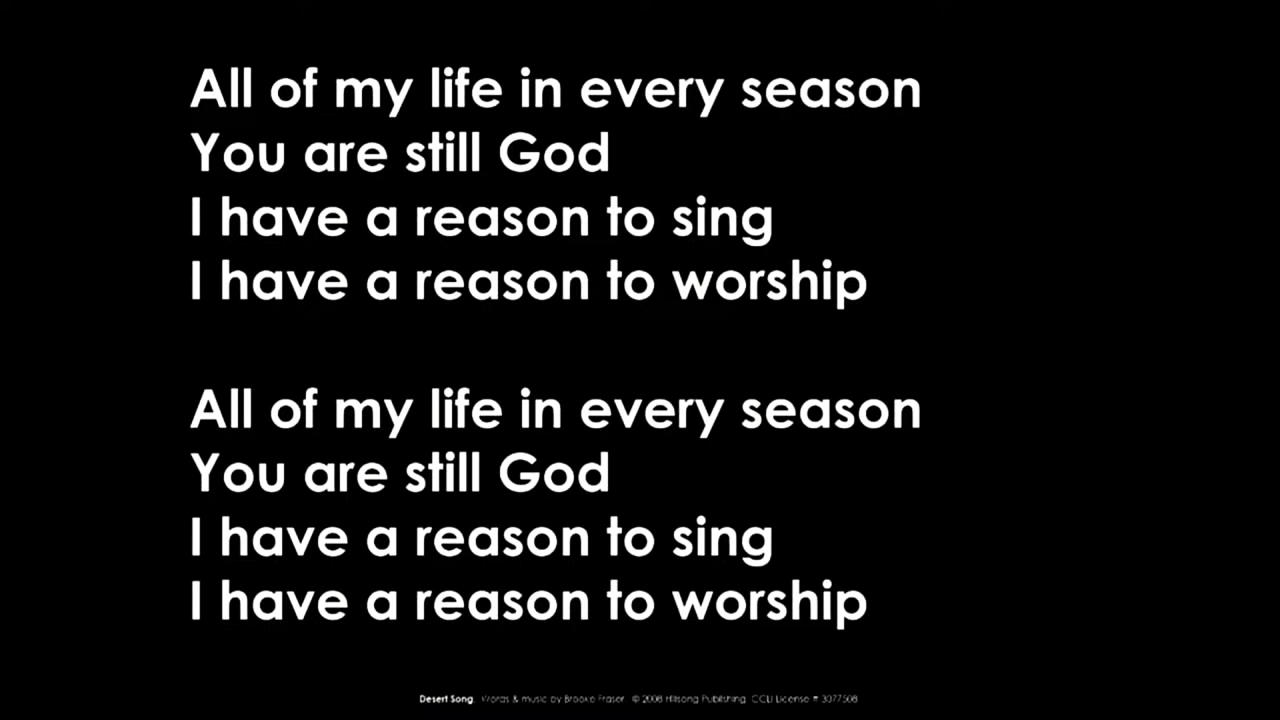 All of my life in every season
You are still God
I have a reason to sing
I have a reason to worship
All of my life in every season
You are still God
I have a reason to sing
I have a reason to worship
Desert Song. Words & music by Brooke Fraser. © 2008 Hillsong Publishing. CCLI License # 3077508